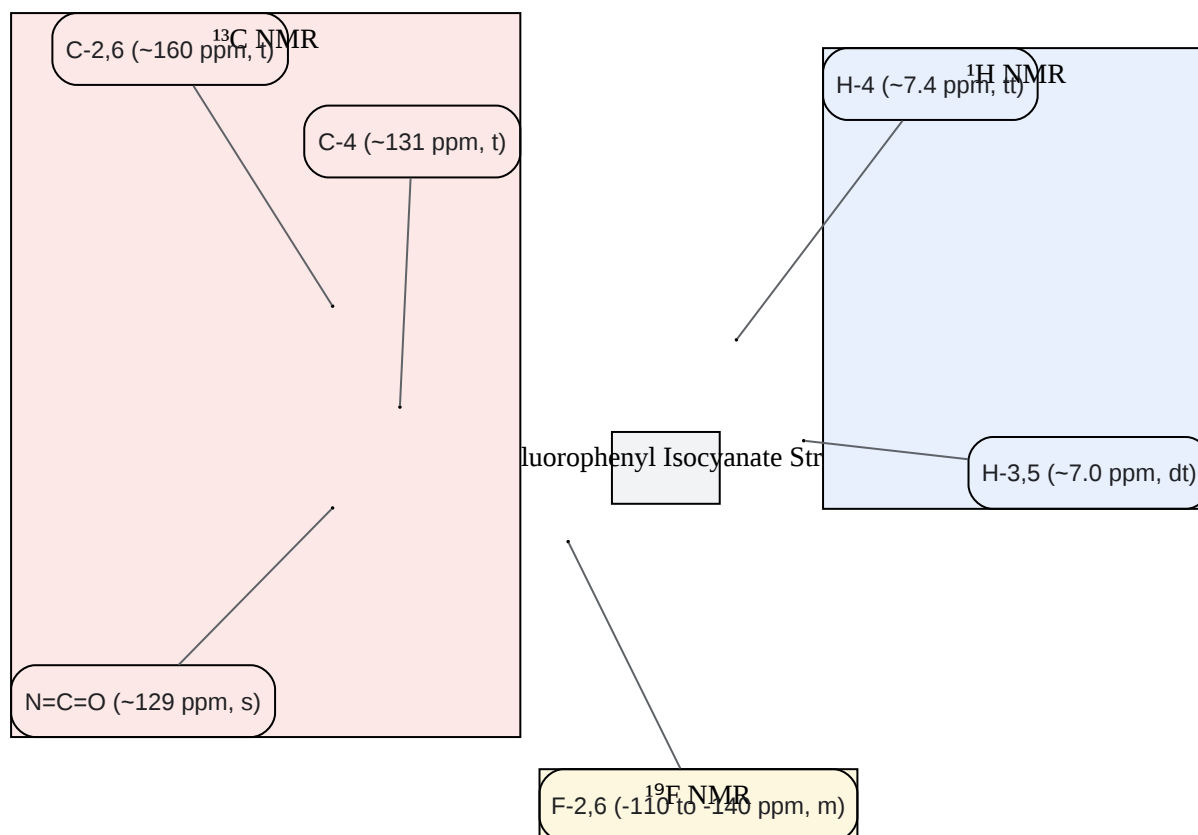 ¹³C NMR
C-2,6 (~160 ppm, t)
C-4 (~131 ppm, t)
N=C=O (~129 ppm, s)
¹H NMR
H-4 (~7.4 ppm, tt)
H-3,5 (~7.0 ppm, dt)
luorophenyl Isocyanate Str
¹⁹F NMR
F-2,6 (-110 to -140 ppm, m)